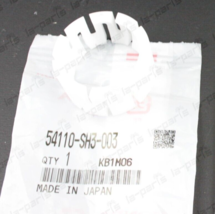 54110-SH3-003
QTY 1 KB1H06
MADE IN JAPAN